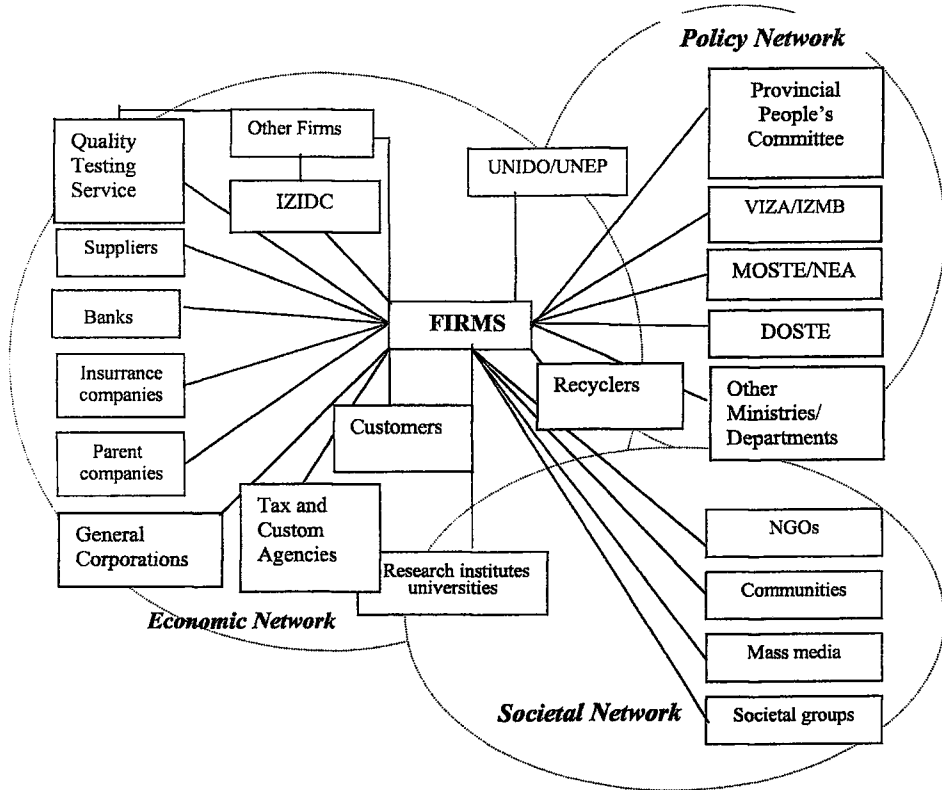 Policy Network
Provincial
People's
Committee
Other Firms
Quality
Testing
Service
UNIDO/UNEP
IZIDC
VIZA/IZMB
Suppliers
MOSTE/NEA
Banks
FIRMS
DOSTE
Insurrance
companies
Recyclers
Other
Ministries/
Departments
Customers
Parent
companies
General
Corporations
Tax and
Custom
Agencies
NGOs
Research institutes
universities
Communities
Economic Network
Mass media
Societal Network
Societal groups